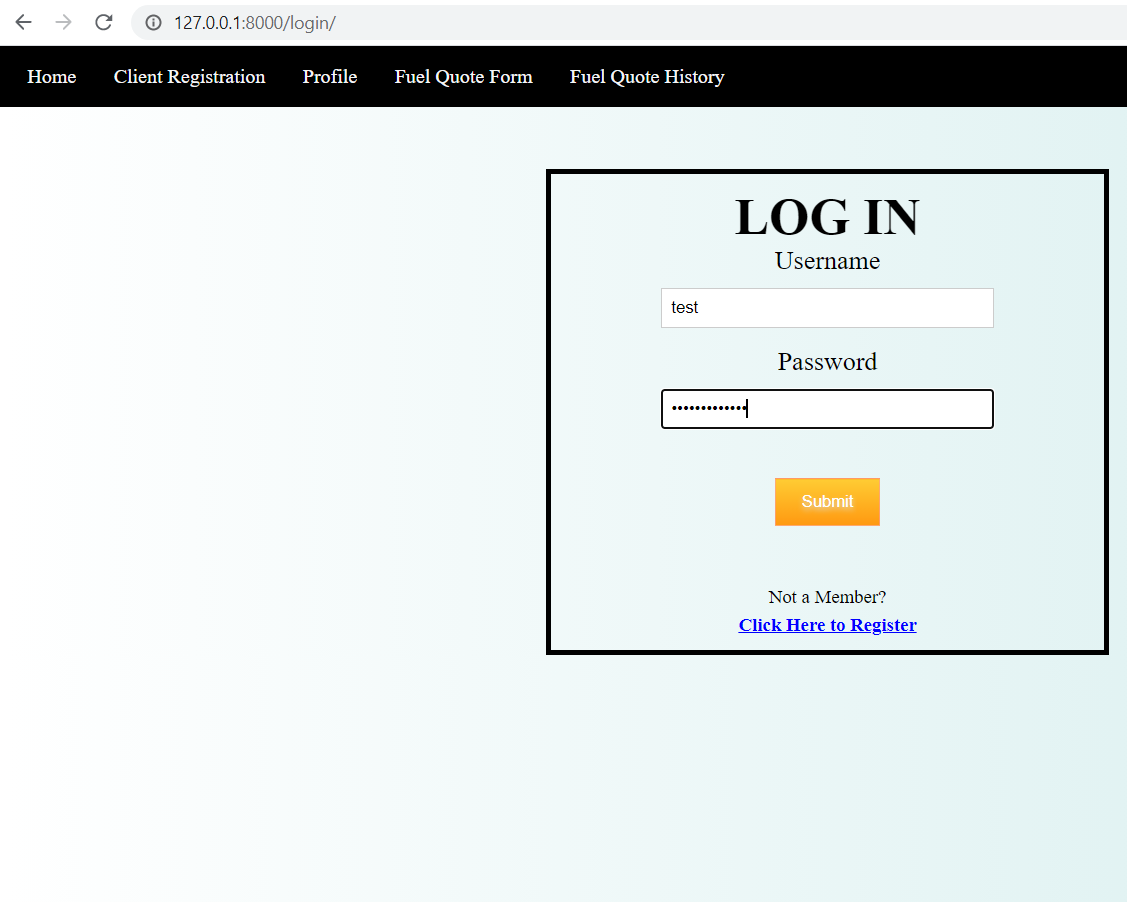 127.0.0.1:8000/login/
Home Client Registration Profile Fuel Quote Form Fuel Quote History
LOG IN
Username
test
Password
•••••••••••••
Submit
Not a Member?
Click Here to Register